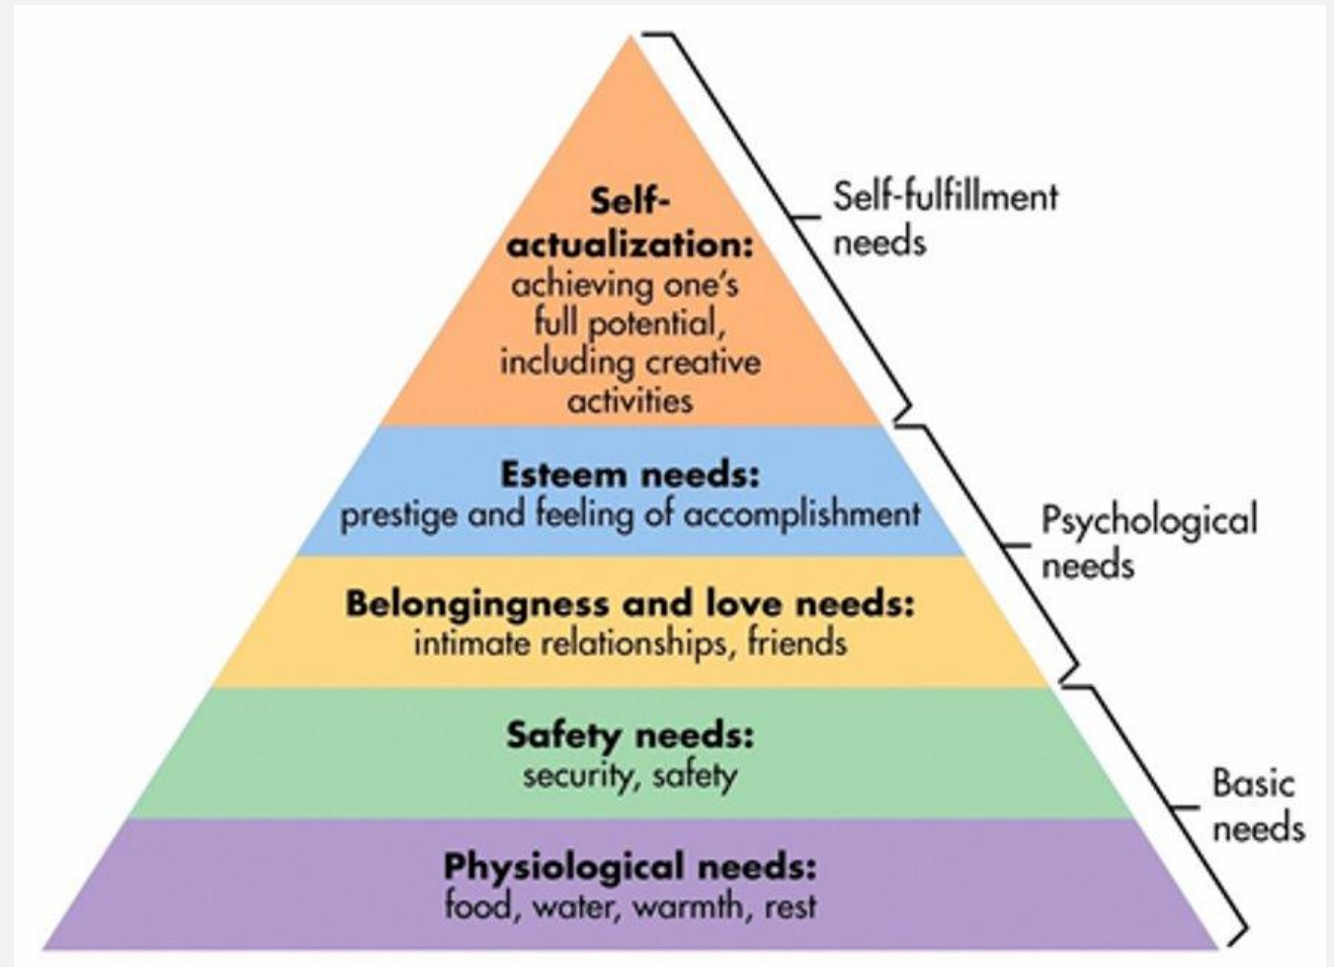 Self-
actualization:
achieving one's
full potential,
including creative
activities
Self-fulfillment
needs
Esteem needs:
prestige and feeling of accomplishment
Psychological
needs
Belongingness and love needs:
intimate relationships, friends
Safety needs:
security, safety
Basic
needs
Physiological needs:
food, water, warmth, rest